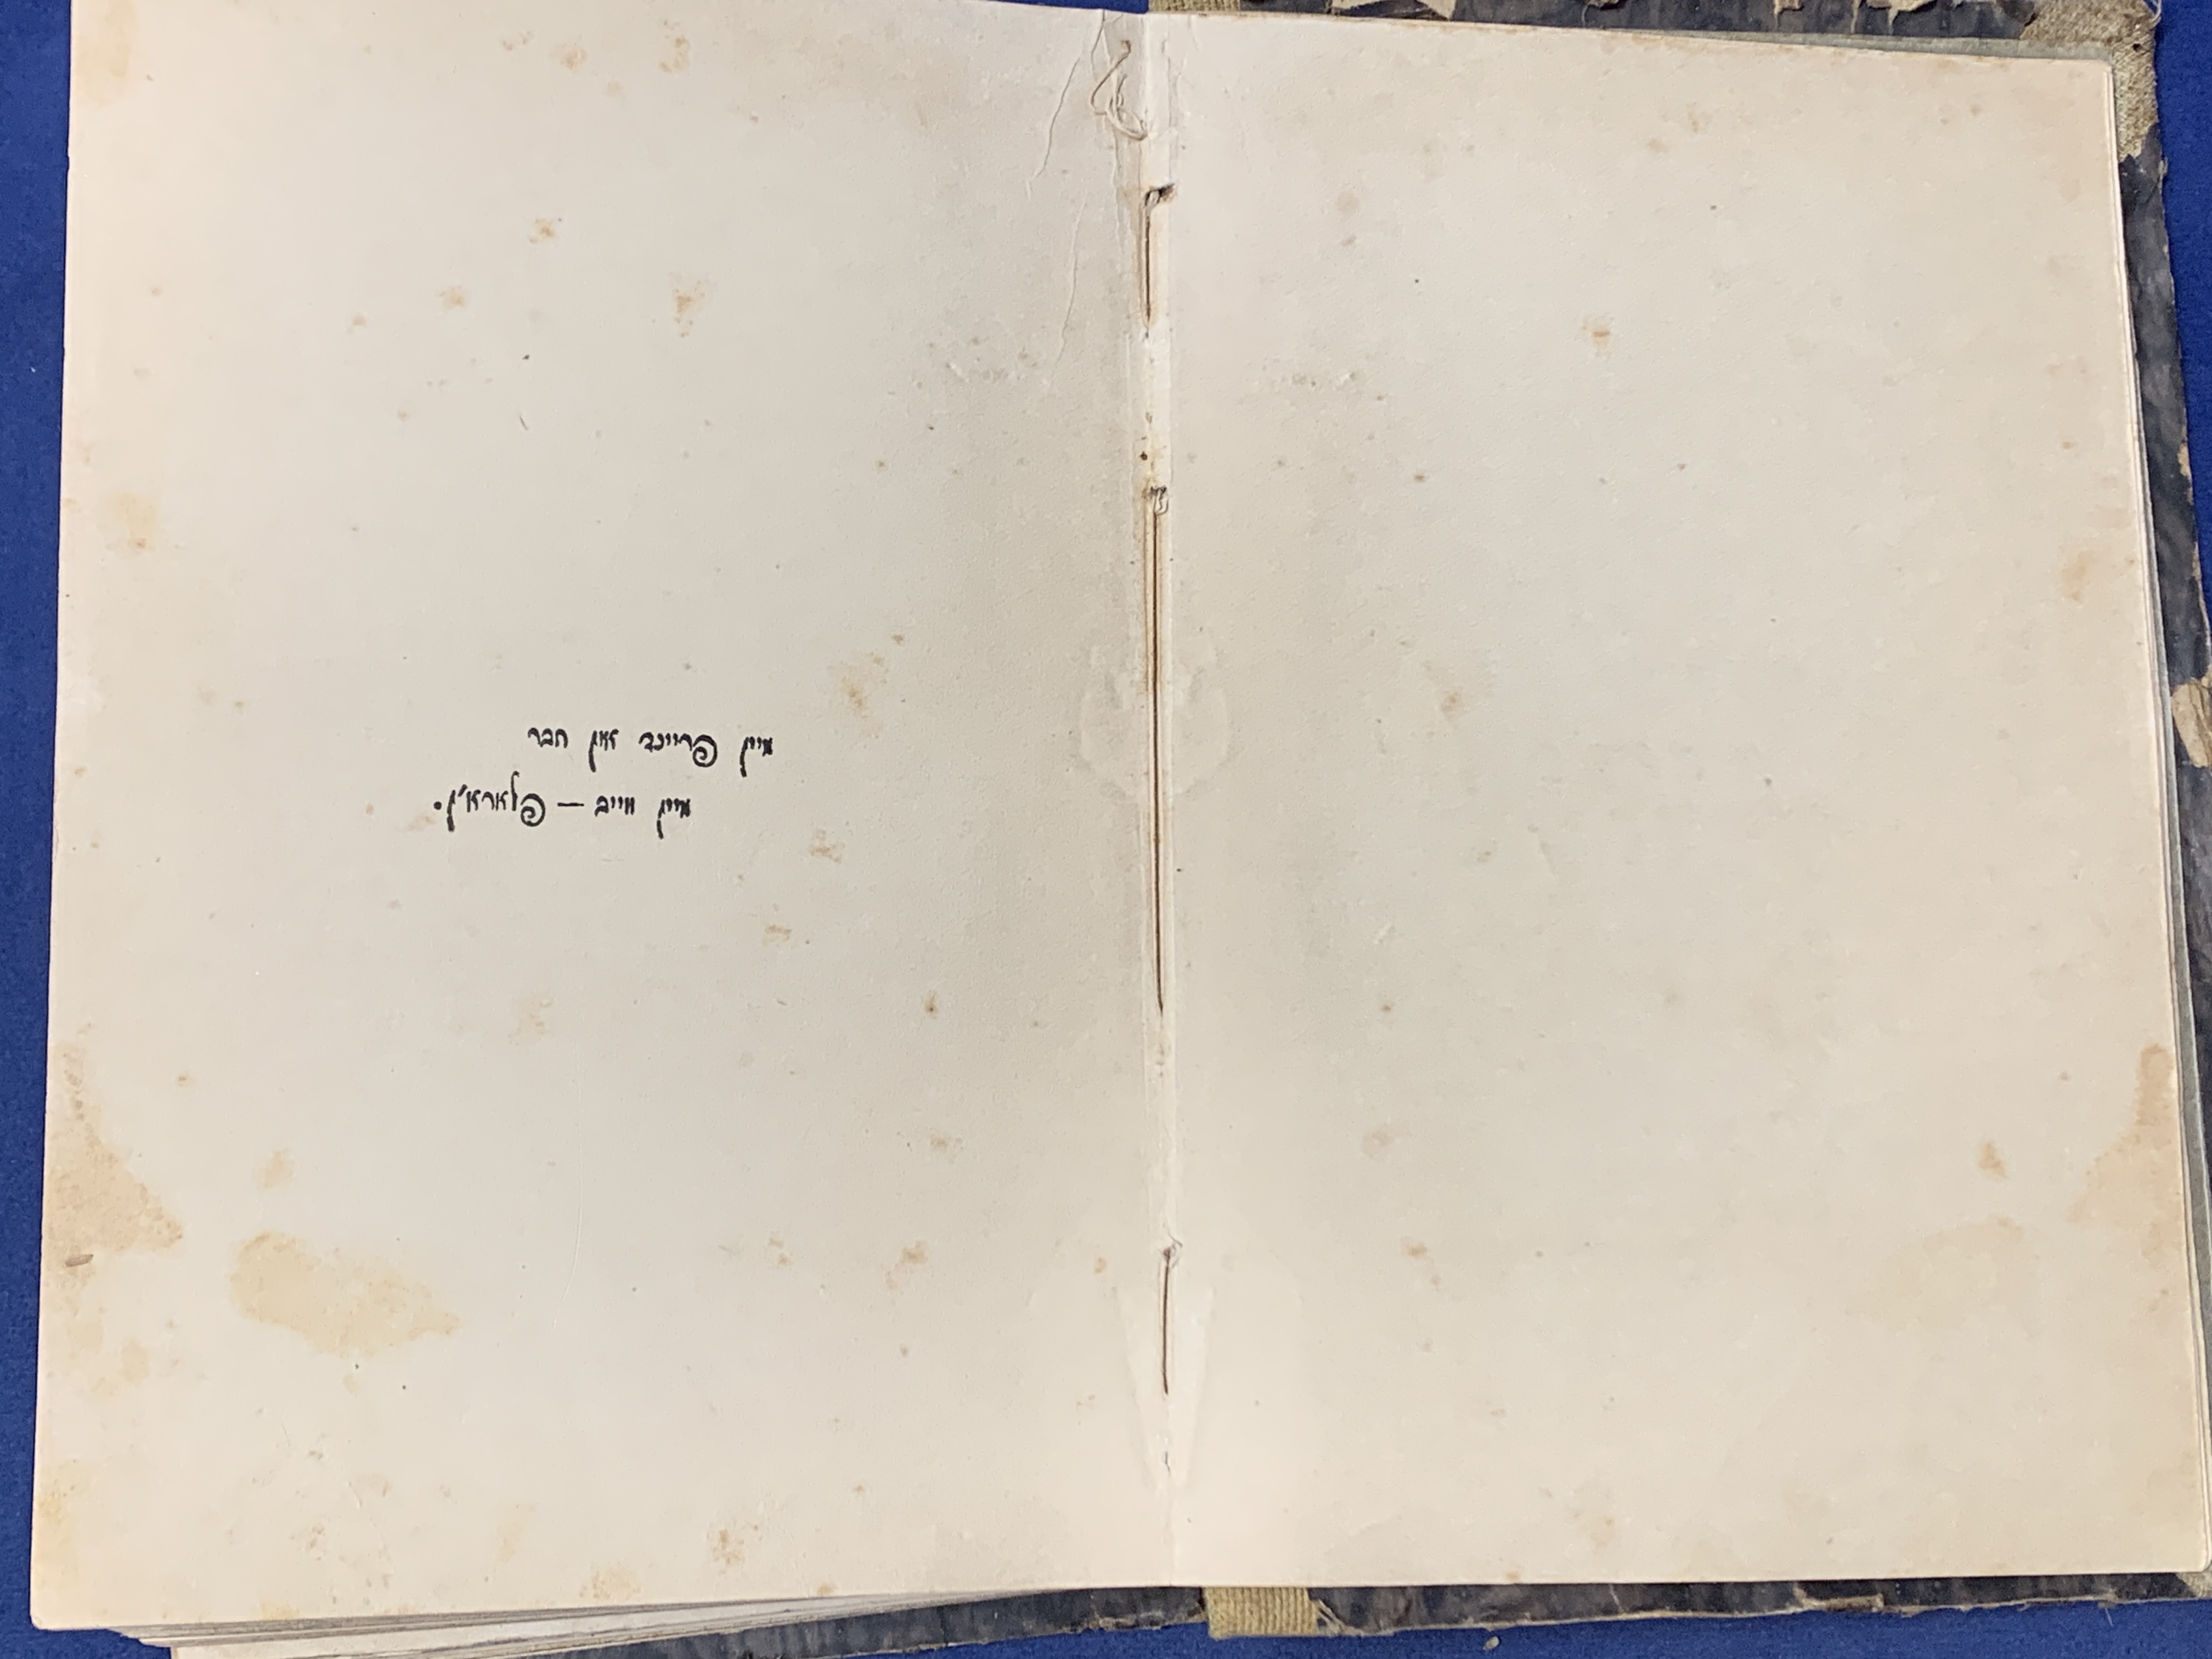 מיין פריינד און חבר
מיין ווייב — פלארא'ן.